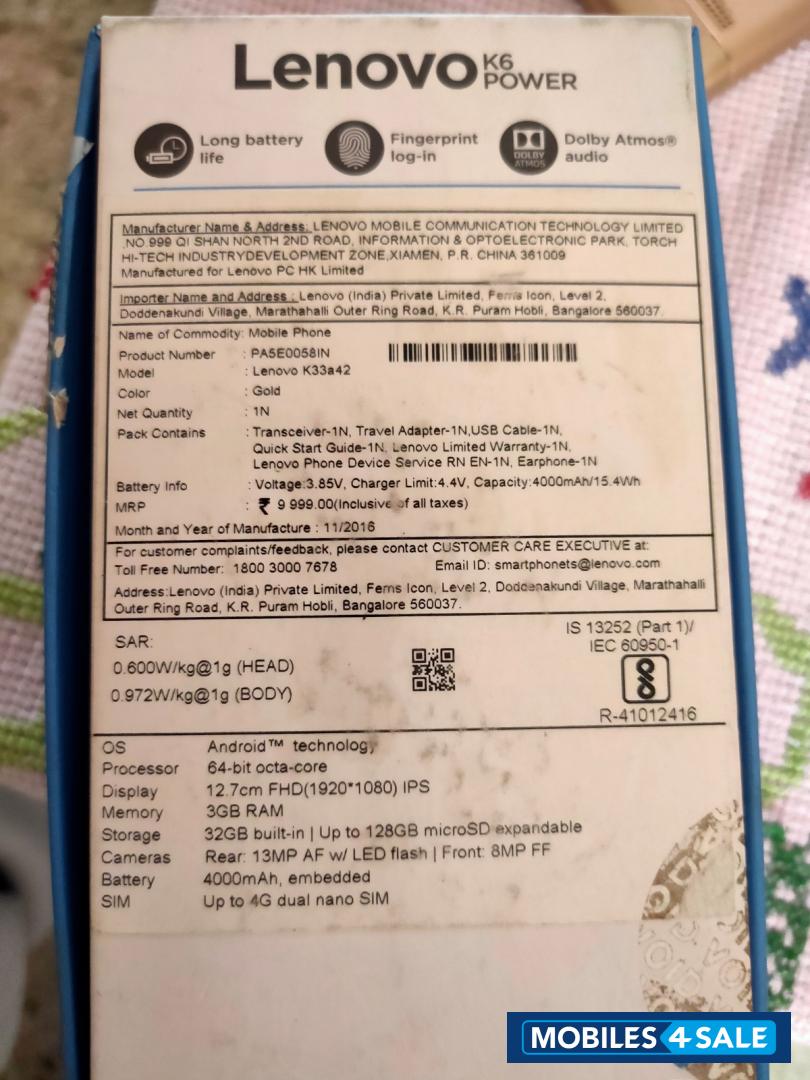 Lenovo K6 POWER
Long battery life
Fingerprint log-in
DOLBY ATMOS
Dolby Atmos® audio
Manufacturer Name & Address: LENOVO MOBILE COMMUNICATION TECHNOLOGY LIMITED
.NO.999 QI SHAN NORTH 2ND ROAD, INFORMATION & OPTOELECTRONIC PARK, TORCH
HI-TECH INDUSTRYDEVELOPMENT ZONE,XIAMEN, P.R. CHINA 361009
Manufactured for Lenovo PC HK Limited
Importer Name and Address : Lenovo (India) Private Limited, Ferns Icon, Level 2,
Doddenakundi Village, Marathahalli Outer Ring Road, K.R. Puram Hobli, Bangalore 560037.
Name of Commodity: Mobile Phone
Product Number : PA5E0058IN
Model : Lenovo K33a42
Color : Gold
Net Quantity : 1N
Pack Contains : Transceiver-1N, Travel Adapter-1N,USB Cable-1N,
Quick Start Guide-1N, Lenovo Limited Warranty-1N,
Lenovo Phone Device Service RN EN-1N, Earphone-1N
Battery Info : Voltage:3.85V, Charger Limit:4.4V, Capacity:4000mAh/15.4Wh
MRP : ₹ 9 999.00(Inclusive of all taxes)
Month and Year of Manufacture : 11/2016
For customer complaints/feedback, please contact CUSTOMER CARE EXECUTIVE at:
Toll Free Number: 1800 3000 7678 Email ID: smartphonets@lenovo.com
Address:Lenovo (India) Private Limited, Ferns Icon, Level 2, Doddenakundi Village, Marathahalli
Outer Ring Road, K.R. Puram Hobli, Bangalore 560037.
SAR:
0.600W/kg@1g (HEAD)
0.972W/kg@1g (BODY)
IS 13252 (Part 1)/
IEC 60950-1
R-41012416
OS Android™ technology
Processor 64-bit octa-core
Display 12.7cm FHD(1920*1080) IPS
Memory 3GB RAM
Storage 32GB built-in | Up to 128GB microSD expandable
Cameras Rear: 13MP AF w/ LED flash | Front: 8MP FF
Battery 4000mAh, embedded
SIM Up to 4G dual nano SIM
MOBILES 4 SALE